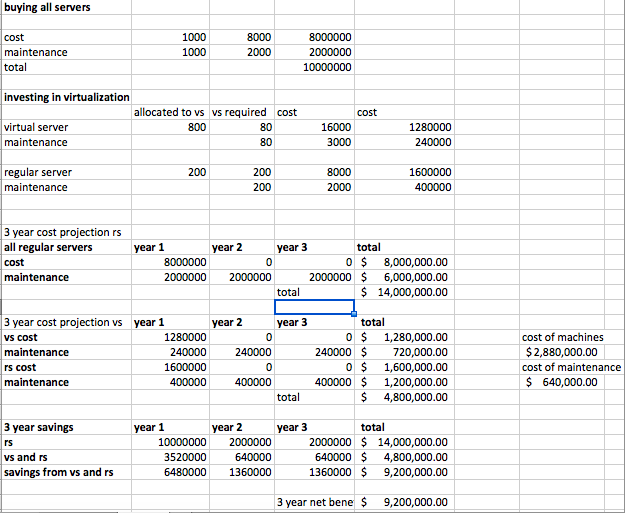 buying all servers
cost 1000 8000 8000000
maintenance 1000 2000 2000000
total 10000000
investing in virtualization
allocated to vs vs required cost cost
virtual server 800 80 16000 1280000
maintenance 80 3000 240000
regular server 200 200 8000 1600000
maintenance 200 2000 400000
3 year cost projection rs
all regular servers year 1 year 2 year 3 total
cost 8000000 0 0 $ 8,000,000.00
maintenance 2000000 2000000 2000000 $ 6,000,000.00
total $ 14,000,000.00
3 year cost projection vs year 1 year 2 year 3 total
vs cost 1280000 0 0 $ 1,280,000.00 cost of machines
maintenance 240000 240000 240000 $ 720,000.00 $2,880,000.00
rs cost 1600000 0 0 $ 1,600,000.00 cost of maintenance
maintenance 400000 400000 400000 $ 1,200,000.00 $ 640,000.00
total $ 4,800,000.00
3 year savings year 1 year 2 year 3 total
rs 10000000 2000000 2000000 $ 14,000,000.00
vs and rs 3520000 640000 640000 $ 4,800,000.00
savings from vs and rs 6480000 1360000 1360000 $ 9,200,000.00
3 year net bene $ 9,200,000.00